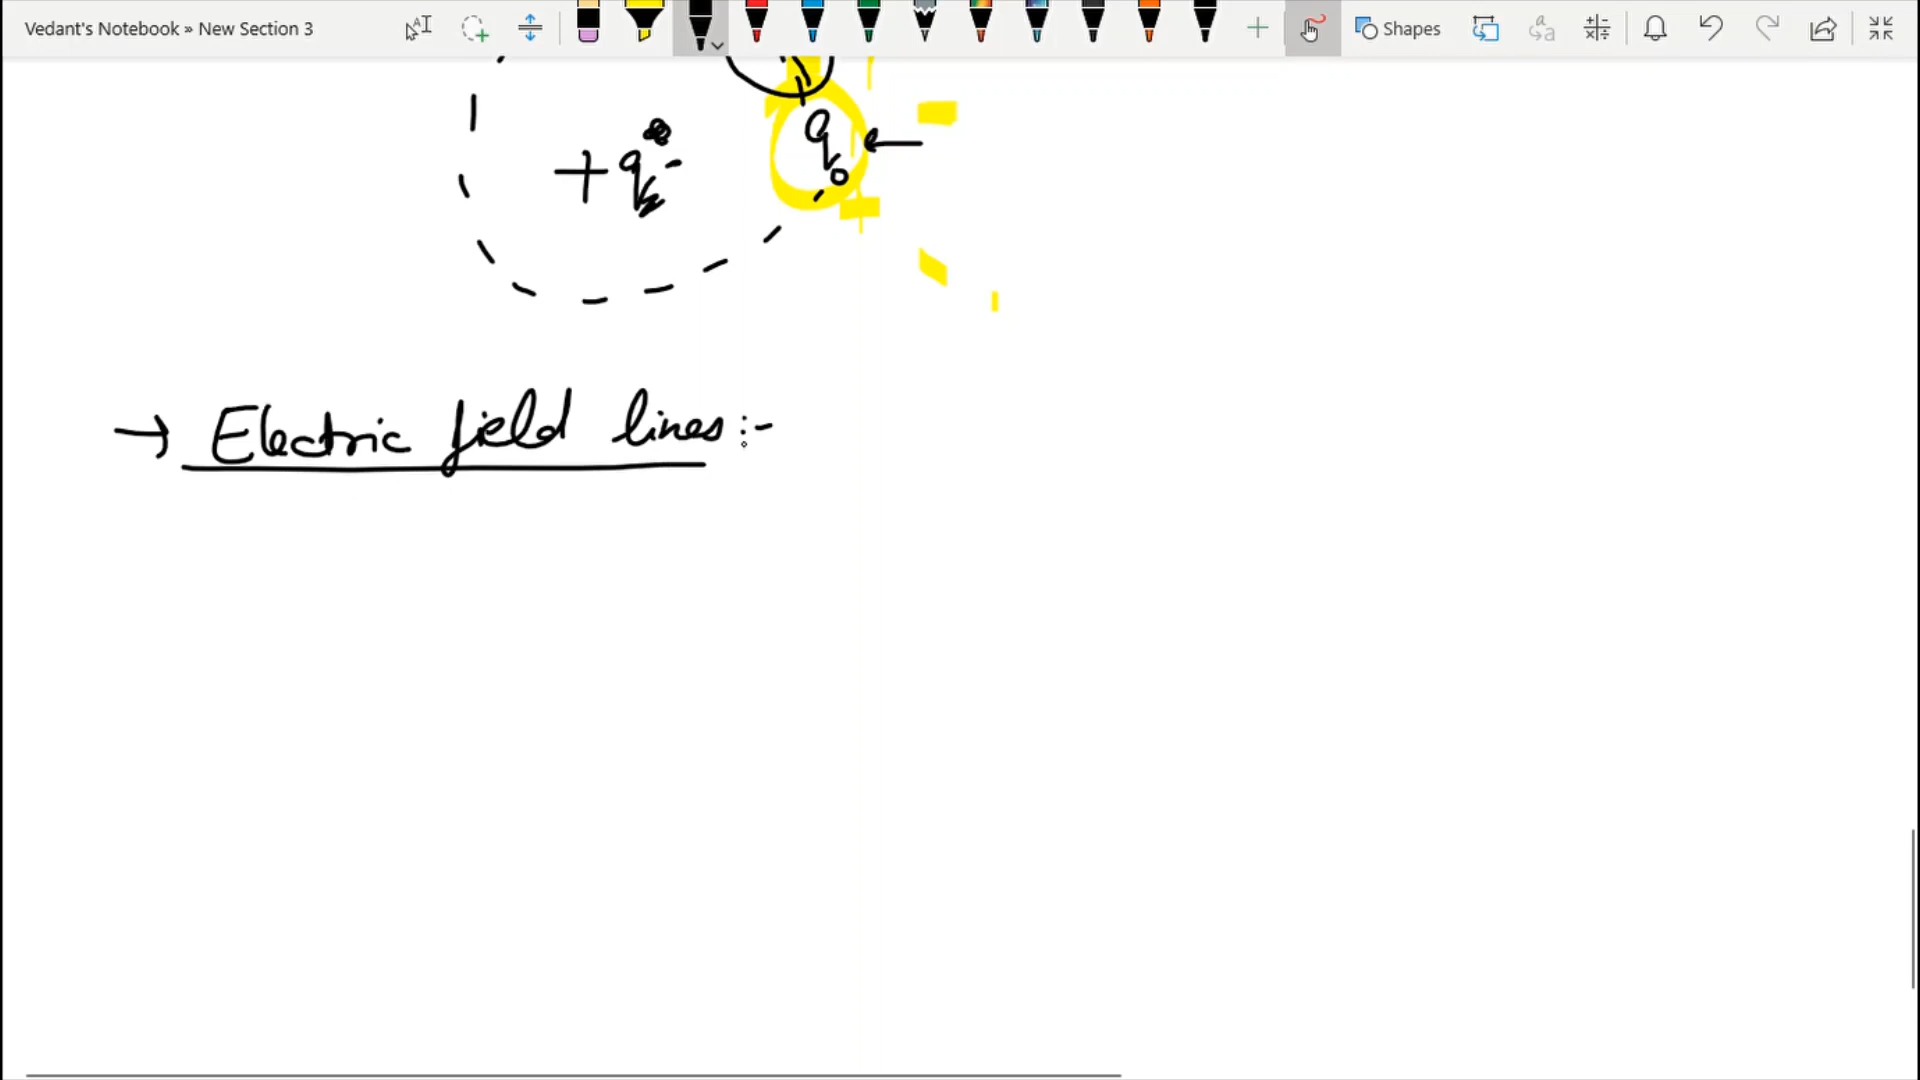 Vedant's Notebook » New Section 3
Shapes
+q
q₀
→ Electric field lines :-